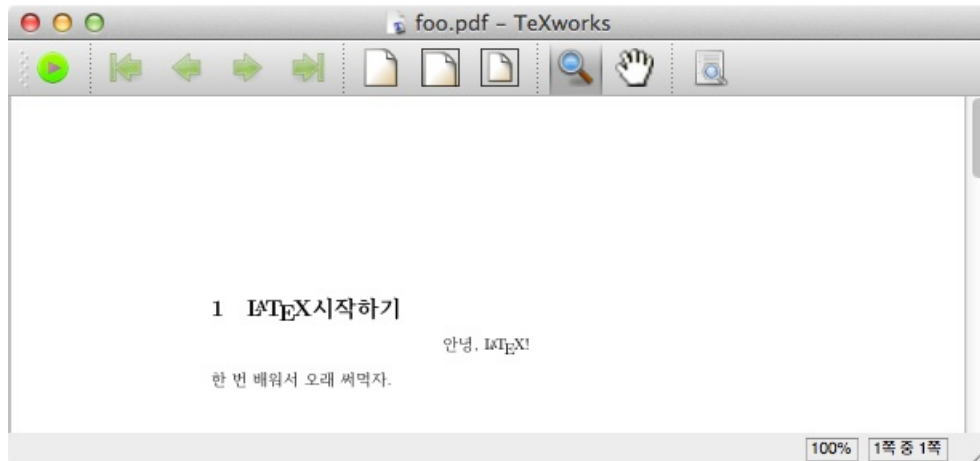 foo.pdf – TeXworks
1 LATEX시작하기
안녕, LATEX!
한 번 배워서 오래 써먹자.
100% 1쪽 중 1쪽